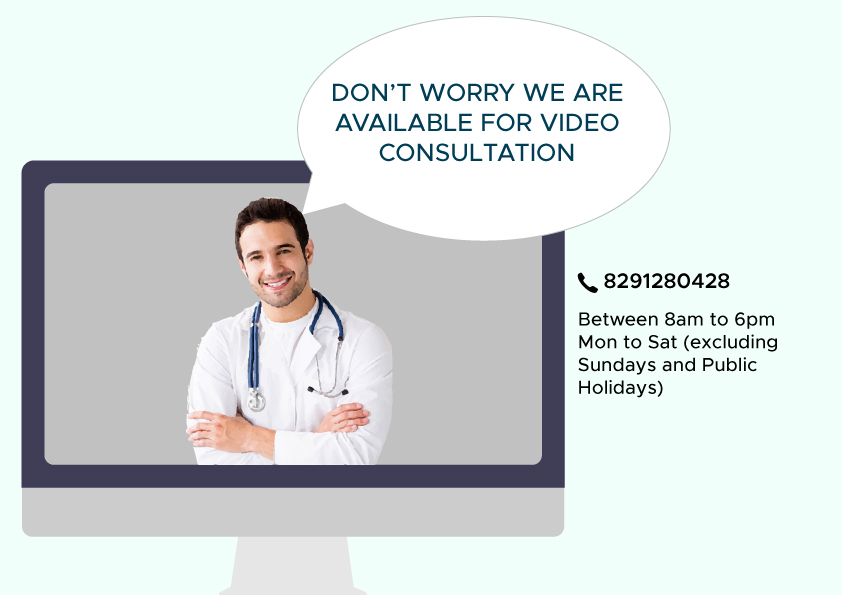 DON’T WORRY WE ARE
AVAILABLE FOR VIDEO
CONSULTATION
8291280428
Between 8am to 6pm
Mon to Sat (excluding
Sundays and Public
Holidays)